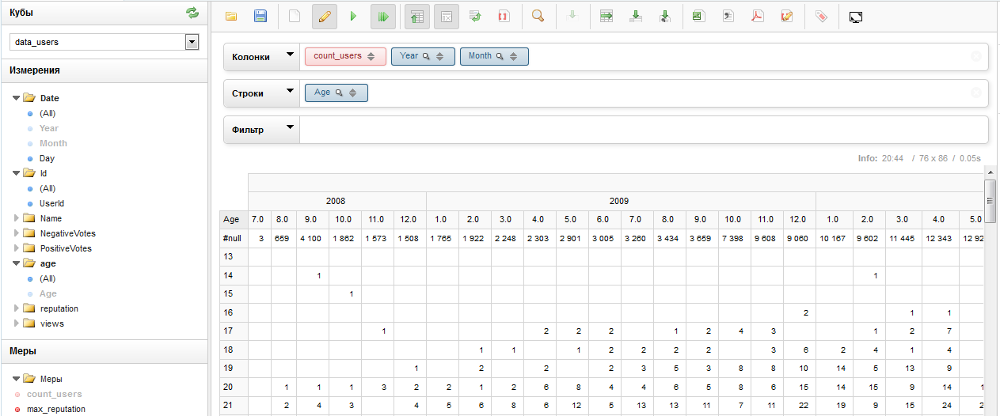 Кубы
data_users
Измерения
Date
(All)
Year
Month
Day
Id
(All)
UserId
Name
NegativeVotes
PositiveVotes
age
(All)
Age
reputation
views
Меры
Меры
count_users
max_reputation
Колонки count_users Year Month
Строки Age
Фильтр
Info: 20:44 / 76 x 86 / 0.05s
2008 2009
Age 7.0 8.0 9.0 10.0 11.0 12.0 1.0 2.0 3.0 4.0 5.0 6.0 7.0 8.0 9.0 10.0 11.0 12.0 1.0 2.0 3.0 4.0 5.0
#null 3 659 4 100 1 862 1 573 1 508 1 765 1 922 2 248 2 303 2 901 3 005 3 260 3 434 3 659 7 398 9 608 9 060 10 167 9 602 11 445 12 343 12 92
13
14 1 1
15 1
16 2 1 1
17 1 2 2 2 1 2 4 3 1 2 7
18 1 1 1 2 2 2 2 3 6 2 4 1 4
19 1 2 2 2 3 5 3 8 8 10 14 5 13 9
20 1 1 1 3 2 2 1 2 6 8 4 4 6 5 8 6 15 14 15 9 14 1
21 2 4 3 4 5 6 8 6 12 5 13 13 11 7 11 22 19 9 15 24 2